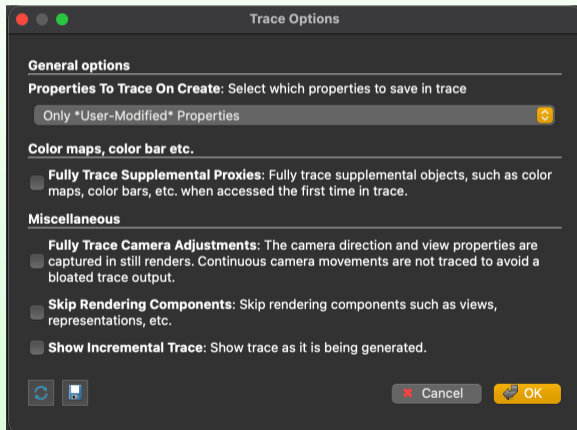 Trace Options
General options
Properties To Trace On Create: Select which properties to save in trace
Only *User-Modified* Properties
Color maps, color bar etc.
Fully Trace Supplemental Proxies: Fully trace supplemental objects, such as color
maps, color bars, etc. when accessed the first time in trace.
Miscellaneous
Fully Trace Camera Adjustments: The camera direction and view properties are
captured in still renders. Continuous camera movements are not traced to avoid a
bloated trace output.
Skip Rendering Components: Skip rendering components such as views,
representations, etc.
Show Incremental Trace: Show trace as it is being generated.
Cancel OK